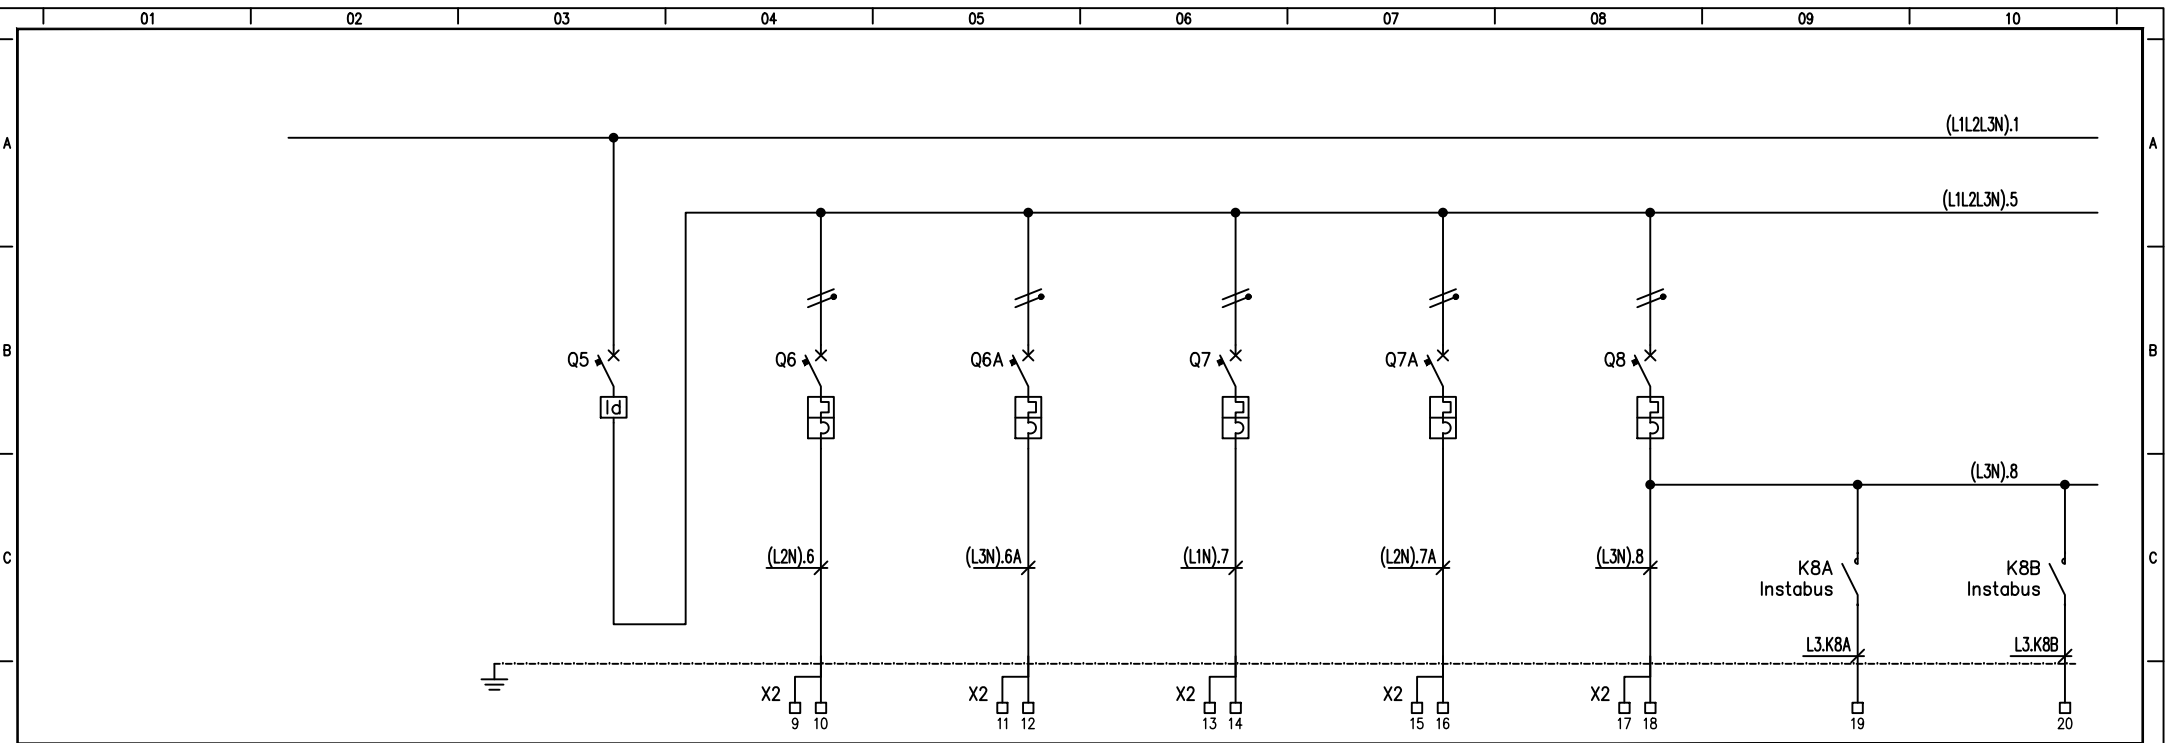 01 02 03 04 05 06 07 08 09 10
(L1L2L3N).1
A A
(L1L2L3N).5
B B
Q5 Q6 Q6A Q7 Q7A Q8
Id
(L3N).8
(L2N).6 (L3N).6A (L1N).7 (L2N).7A (L3N).8
C C
K8A K8B
Instabus Instabus
L3.K8A L3.K8B
X2 X2 X2 X2 X2
9 10 11 12 13 14 15 16 17 18 19 20